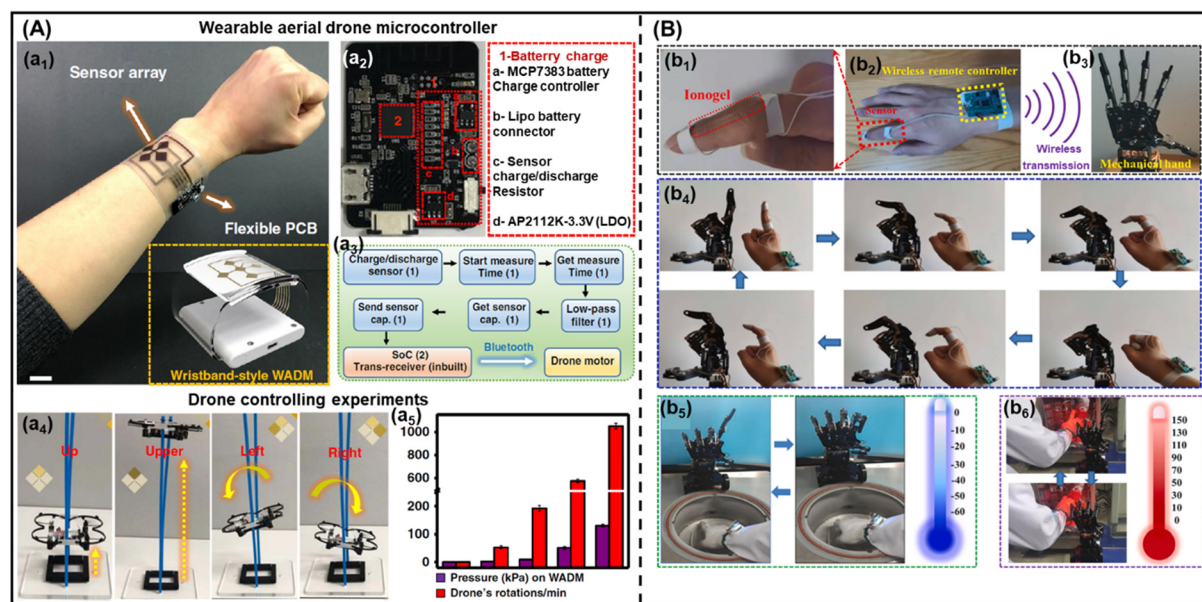 (A)
Wearable aerial drone microcontroller
(a1)
Sensor array
Flexible PCB
Wristband-style WADM
(a2)
1
a
2
b
c
d
1-Batterry charge
a- MCP7383 battery
Charge controller
b- Lipo battery
connector
c- Sensor
charge/discharge
Resistor
d- AP2112K-3.3V (LDO)
(a3)
Charge/discharge
sensor (1)
Start measure
Time (1)
Get measure
Time (1)
Send sensor
cap. (1)
Get sensor
cap. (1)
Low-pass
filter (1)
SoC (2)
Trans-receiver (inbuilt)
Bluetooth
Drone motor
Drone controlling experiments
(a4)
Up
Upper
Left
Right
(a5)
1000
600
200
100
0
Pressure (kPa) on WADM
Drone's rotations/min
(B)
(b1)
Ionogel
(b2)
Wireless remote controller
Sensor
Wireless
transmission
(b3)
Mechanical hand
(b4)
(b5)
0
-10
-20
-30
-40
-50
-60
(b6)
150
130
110
90
70
50
30
10
0